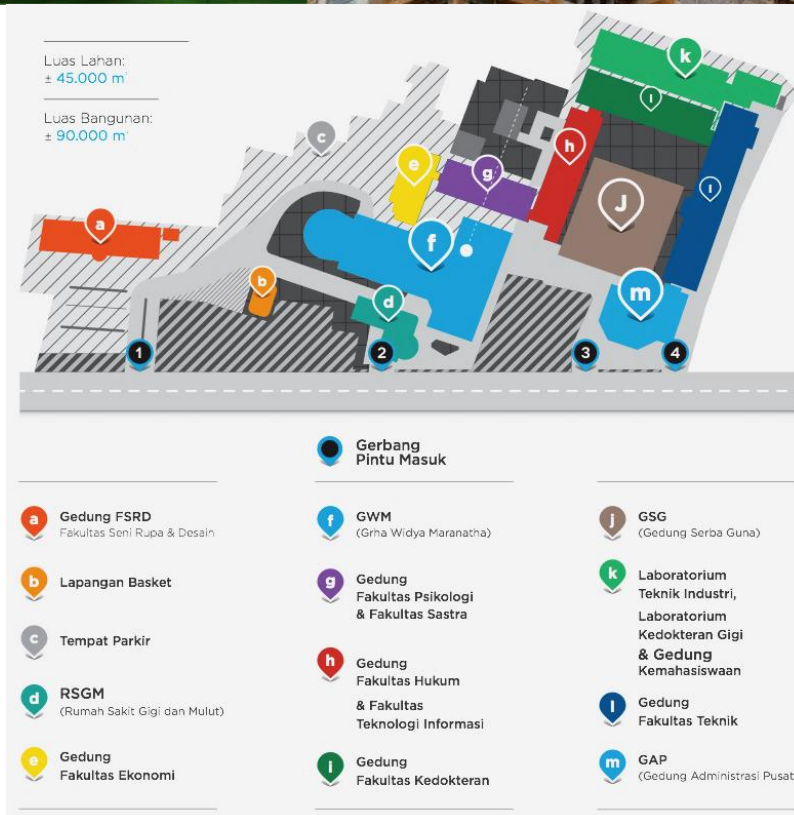 Luas Lahan:
± 45.000 m²
Luas Bangunan:
± 90.000 m²
k
l
c
h
e
g
l
J
a
f
b
m
d
1
2
3
4
Gerbang
Pintu Masuk
a
Gedung FSRD
Fakultas Seni Rupa & Desain
b
Lapangan Basket
c
Tempat Parkir
d
RSGM
(Rumah Sakit Gigi dan Mulut)
e
Gedung
Fakultas Ekonomi
f
GWM
(Grha Widya Maranatha)
g
Gedung
Fakultas Psikologi
& Fakultas Sastra
h
Gedung
Fakultas Hukum
& Fakultas
Teknologi Informasi
i
Gedung
Fakultas Kedokteran
j
GSG
(Gedung Serba Guna)
k
Laboratorium
Teknik Industri,
Laboratorium
Kedokteran Gigi
& Gedung
Kemahasiswaan
l
Gedung
Fakultas Teknik
m
GAP
(Gedung Administrasi Pusat